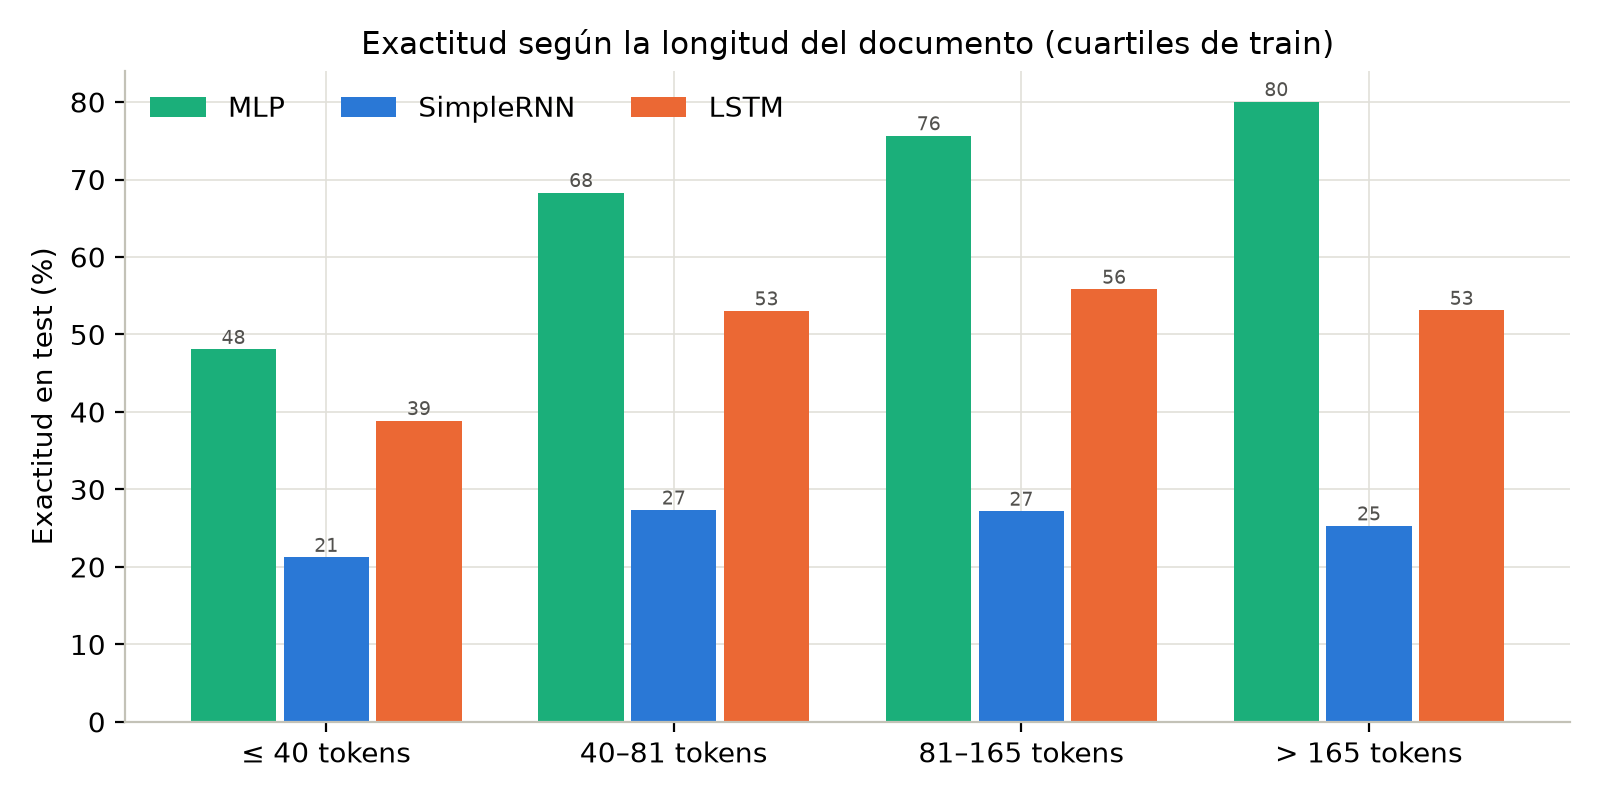 Exactitud según la longitud del documento (cuartiles de train)
MLP SimpleRNN LSTM
Exactitud en test (%)
80
70
60
50
40
30
20
10
0
48 21 39
68 27 53
76 27 56
80 25 53
≤ 40 tokens 40–81 tokens 81–165 tokens > 165 tokens